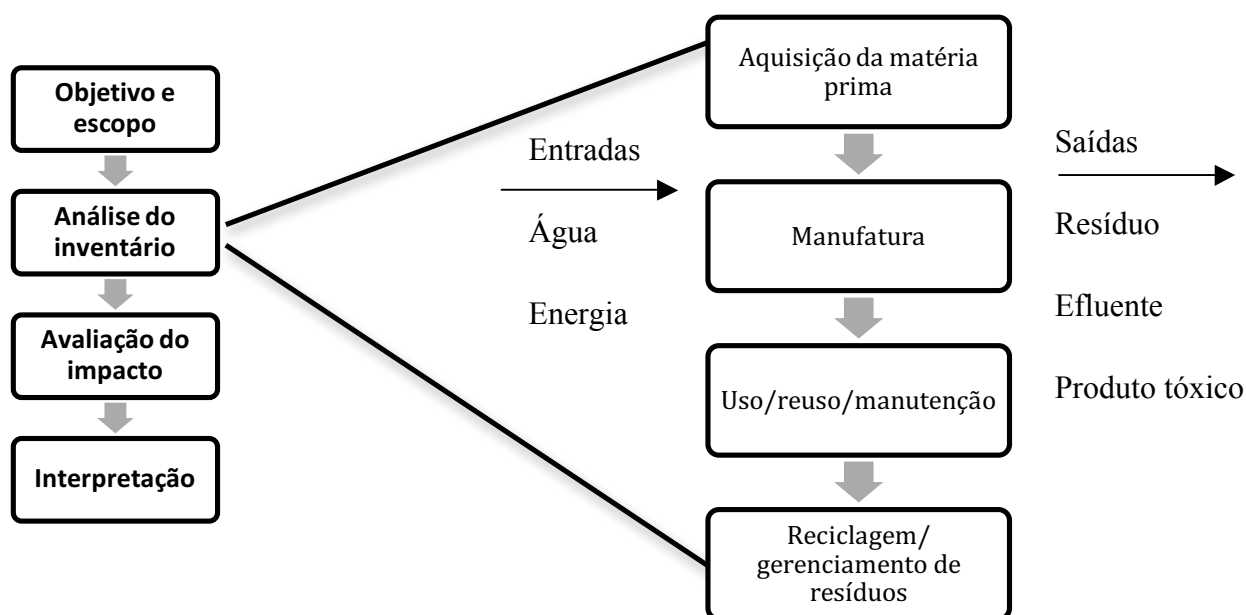 Objetivo e
escopo
Análise do
inventário
Avaliação do
impacto
Interpretação
Entradas
Água
Energia
Aquisição da matéria
prima
Manufatura
Uso/reuso/manutenção
Reciclagem/
gerenciamento de
resíduos
Saídas
Resíduo
Efluente
Produto tóxico